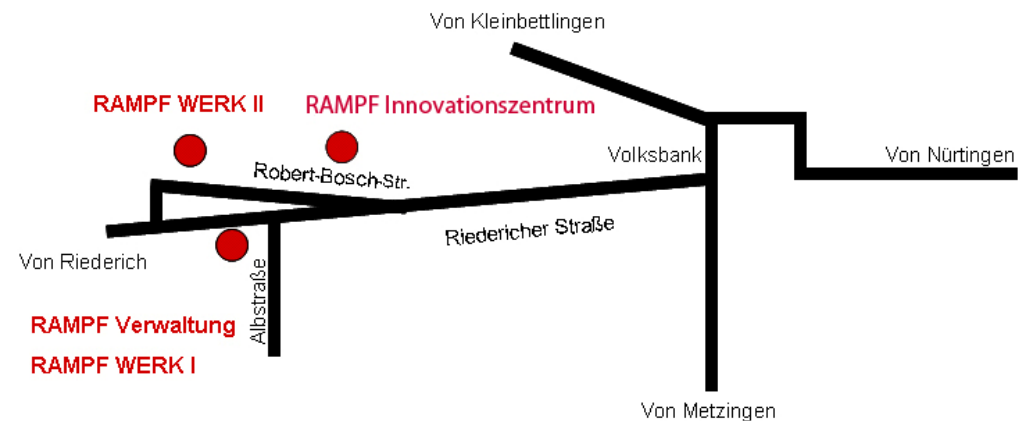 Von Kleinbettlingen
RAMPF WERK II
RAMPF Innovationszentrum
Volksbank
Von Nürtingen
Robert-Bosch-Str.
Riedericher Straße
Von Riederich
Albstraße
RAMPF Verwaltung
RAMPF WERK I
Von Metzingen